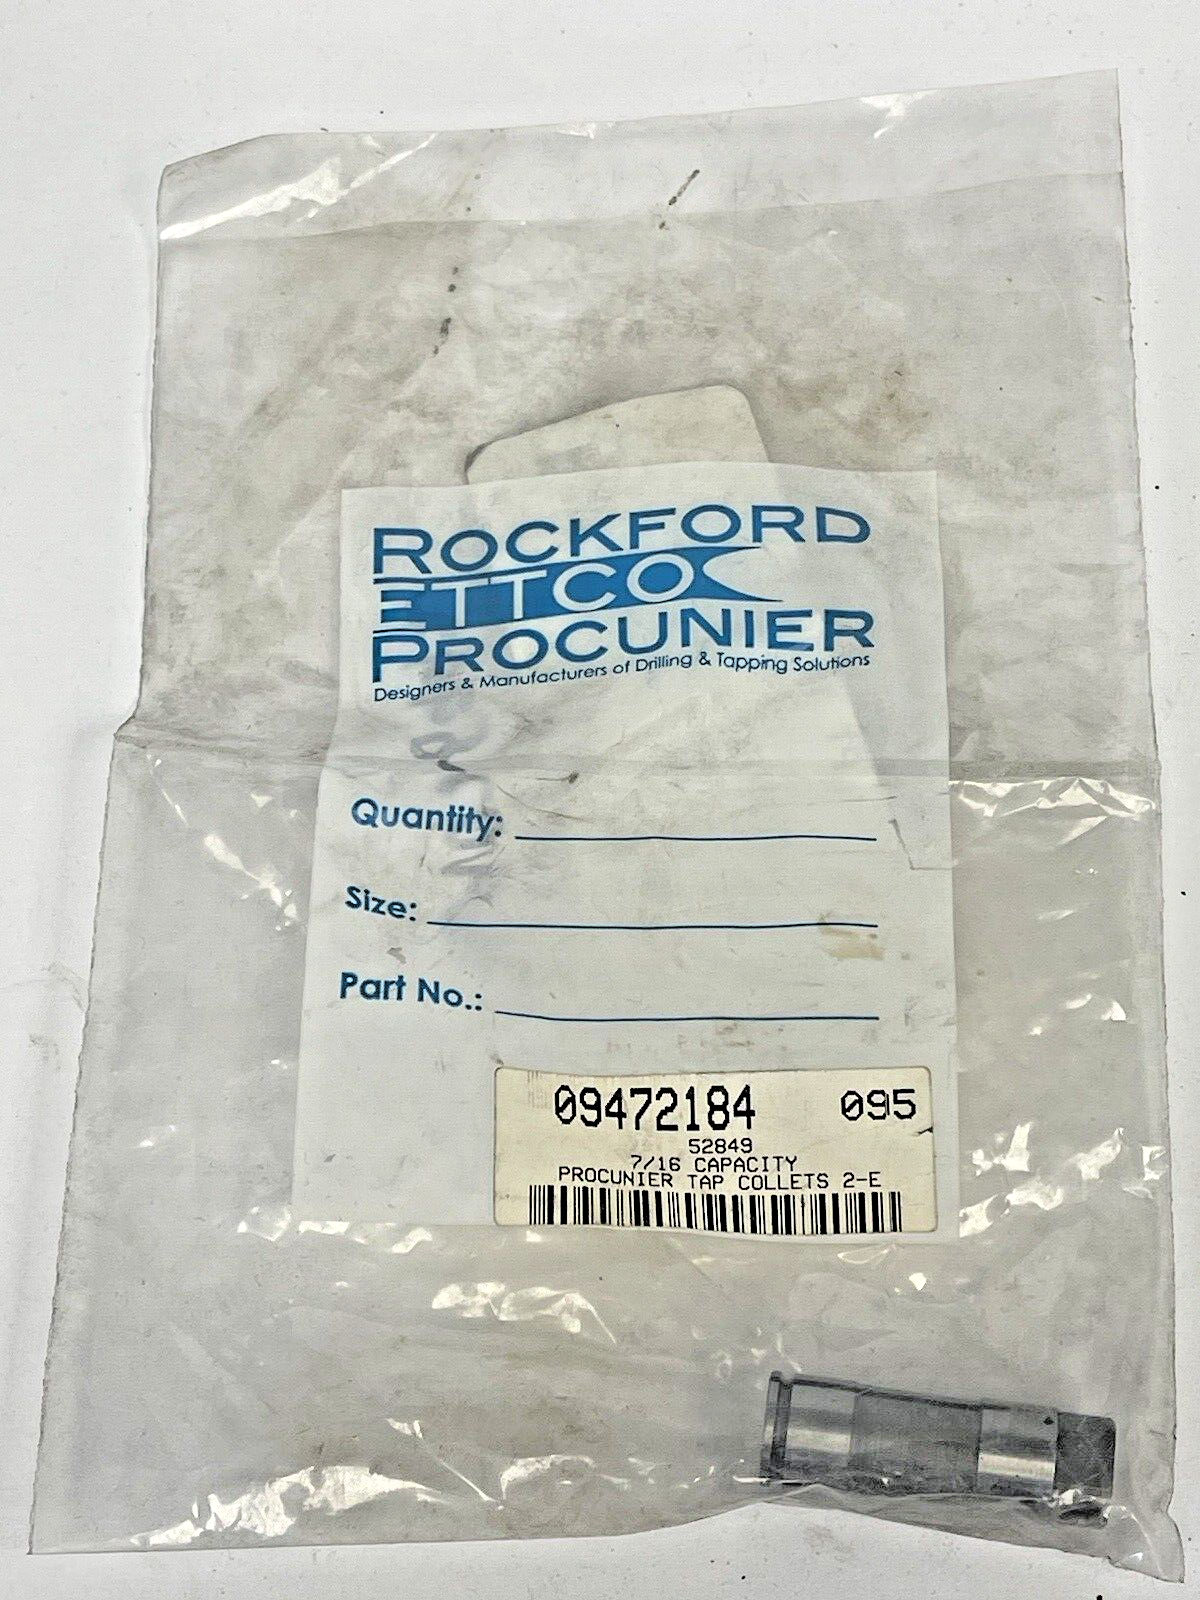 ROCKFORD
ETTCO
PROCUNIER
Designers & Manufacturers of Drilling & Tapping Solutions
Quantity:
Size:
Part No.:
09472184 095
52849
7/16 CAPACITY
PROCUNIER TAP COLLETS 2-E